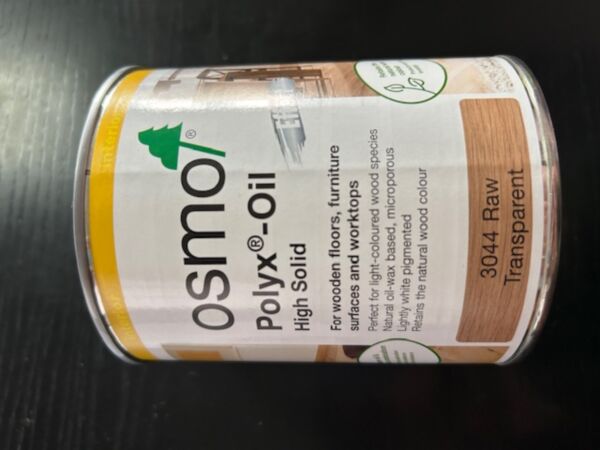 interior
osmo®
Polyx®-Oil
High Solid
For wooden floors, furniture
surfaces and worktops
Perfect for light-coloured wood species
Natural oil-wax based, microporous
Lightly white pigmented
Retains the natural wood colour
3044 Raw
Transparent